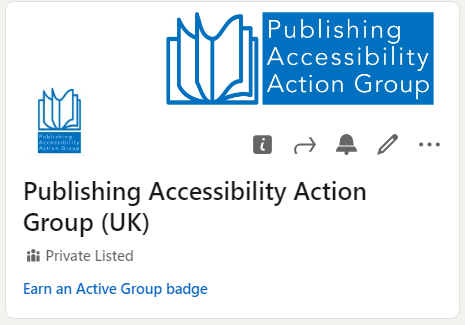 Publishing
Accessibility
Action Group
Publishing
Accessibility
Action Group
Publishing Accessibility Action
Group (UK)
Private Listed
Earn an Active Group badge